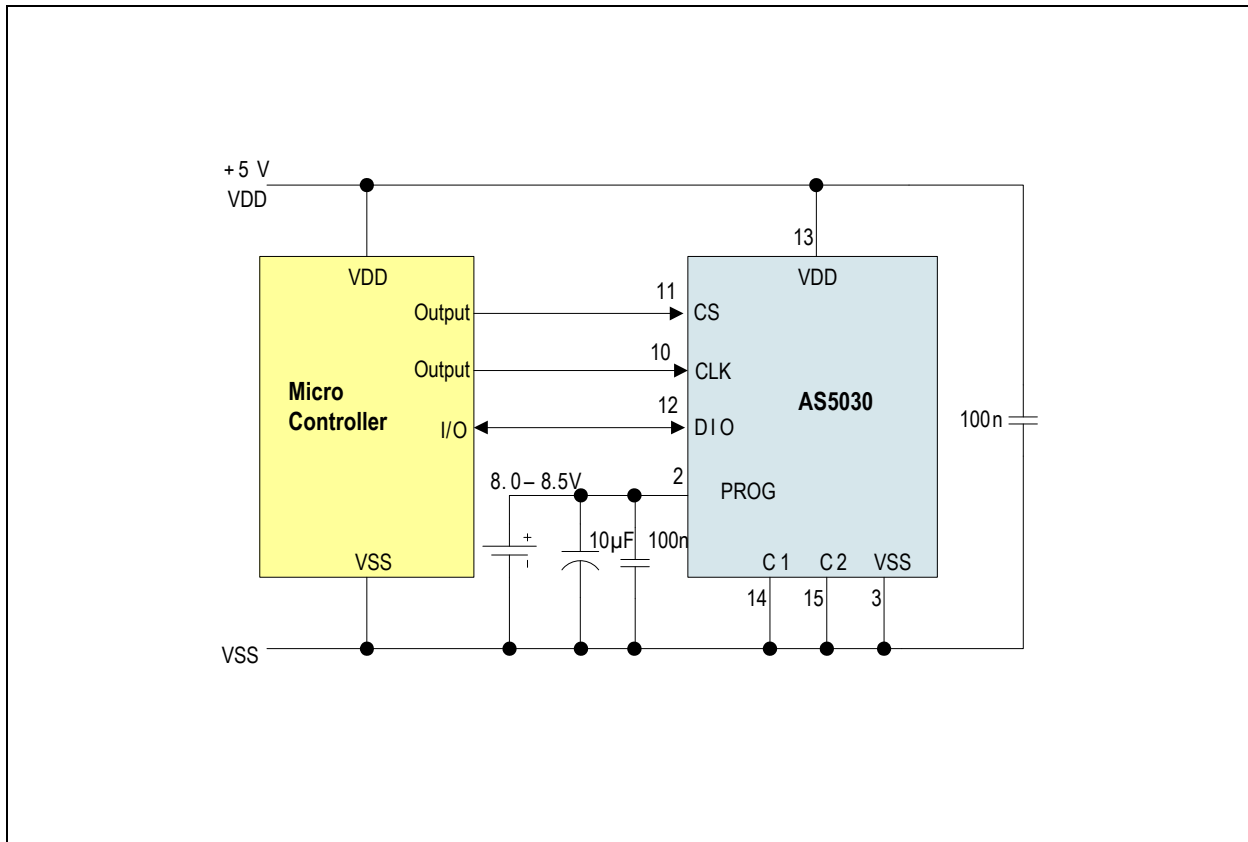 +5 V
VDD
13
VDD
VDD
Output
11
CS
Output
10
CLK
Micro
Controller
AS5030
I/O
12
DIO
100n
8.0–8.5V
2
PROG
+
10µF
100n
-
VSS
C1
C2
VSS
14
15
3
VSS